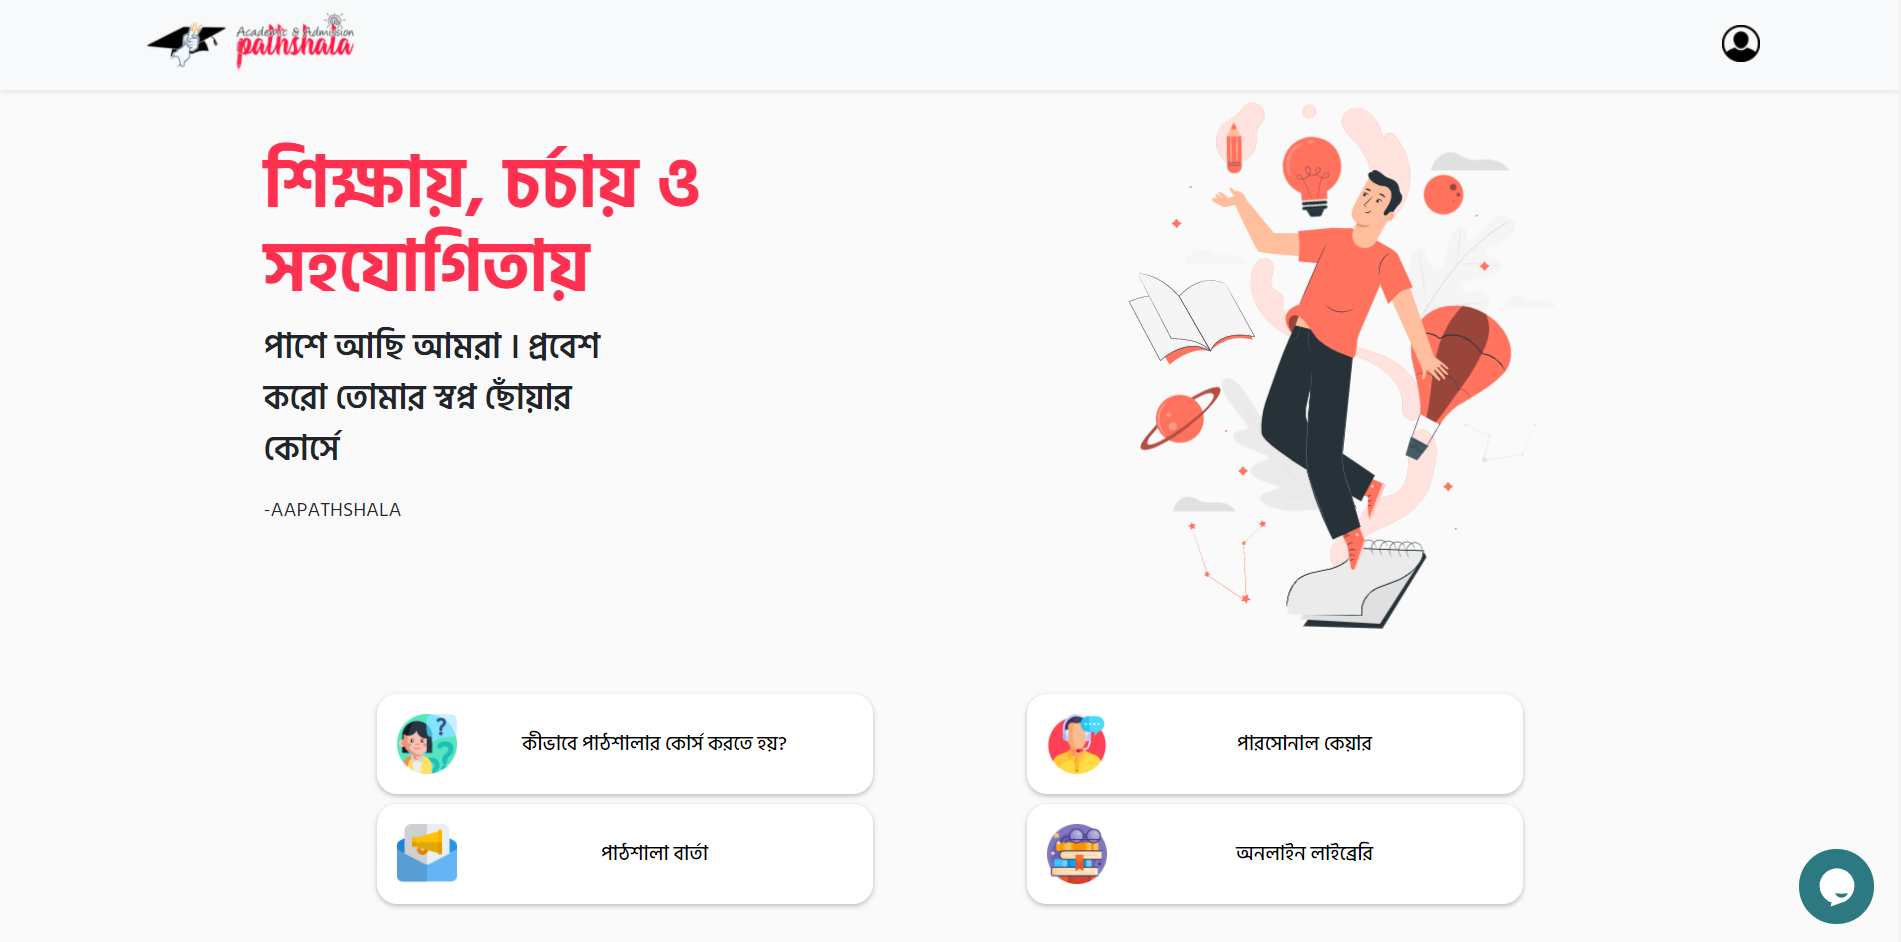 Academic & Admission
pathshala
শিক্ষায়, চর্চায় ও
সহযোগিতায়
পাশে আছি আমরা। প্রবেশ
করো তোমার স্বপ্ন ছোঁয়ার
কোর্সে
-AAPATHSHALA
কীভাবে পাঠশালার কোর্স করতে হয়?
পারসোনাল কেয়ার
পাঠশালা বার্তা
অনলাইন লাইব্রেরি